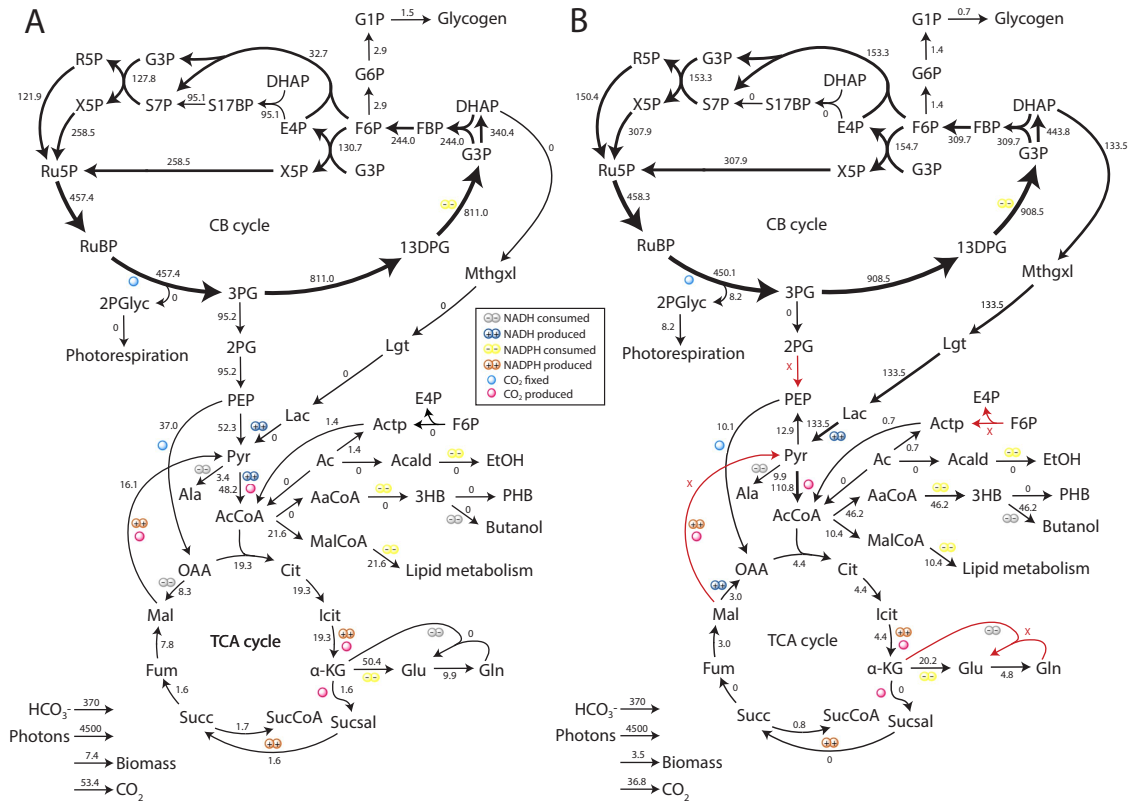 A
G1P 1.5 Glycogen
2.9
R5P G3P 32.7
G6P
127.8 DHAP
2.9
121.9 X5P S7P 95.1 S17BP
95.1 E4P F6P 244.0 FBP 244.0 DHAP
340.4
258.5 130.7 G3P 0
Ru5P 258.5 X5P G3P
457.4
CB cycle 811.0
RuBP 13DPG
457.4 Mthgxl
3PG 811.0
2PGlyc 0
95.2 0
0
Photorespiration 2PG Lgt
95.2
0
PEP
37.0 52.3 Lac
0
1.4 Actp 0 E4P F6P
Pyr
16.1 3.4 Ac 1.4 0 Acald 0 EtOH
Ala 48.2 0
AaCoA 0 3HB 0 PHB
AcCoA 0 0
Butanol
21.6 MalCoA
21.6 Lipid metabolism
OAA 19.3 Cit
8.3 19.3
Mal Icit
TCA cycle 19.3
7.8 0
Fum α-KG 50.4 Glu 9.9 Gln
1.6 1.6
Succ 1.7 SucCoA Sucsal
1.6
HCO3- 370
Photons 4500
7.4 Biomass
53.4 CO2
NADH consumed
NADH produced
NADPH consumed
NADPH produced
CO2 fixed
CO2 produced
B
G1P 0.7 Glycogen
1.4
R5P G3P 153.3
G6P
153.3 DHAP
1.4
150.4 X5P S7P 0 S17BP
0 E4P F6P 309.7 FBP 309.7 DHAP
443.8
307.9 154.7 G3P 133.5
Ru5P 307.9 X5P G3P
458.3
CB cycle 908.5
RuBP 13DPG
450.1 Mthgxl
3PG 908.5
2PGlyc 8.2
0 133.5
8.2
Photorespiration 2PG Lgt
x
133.5
PEP
10.1 12.9 133.5 Lac
0.7 Actp x E4P F6P
Pyr
x 9.9 Ac 0.7 0 Acald 0 EtOH
Ala 110.8 0
AaCoA 46.2 3HB 0 PHB
AcCoA 46.2 46.2
Butanol
10.4 MalCoA
10.4 Lipid metabolism
OAA 4.4 Cit
3.0 4.4
Mal Icit
TCA cycle 4.4
3.0 x
Fum α-KG 20.2 Glu 4.8 Gln
0 0
Succ 0.8 SucCoA Sucsal
0
HCO3- 370
Photons 4500
3.5 Biomass
36.8 CO2